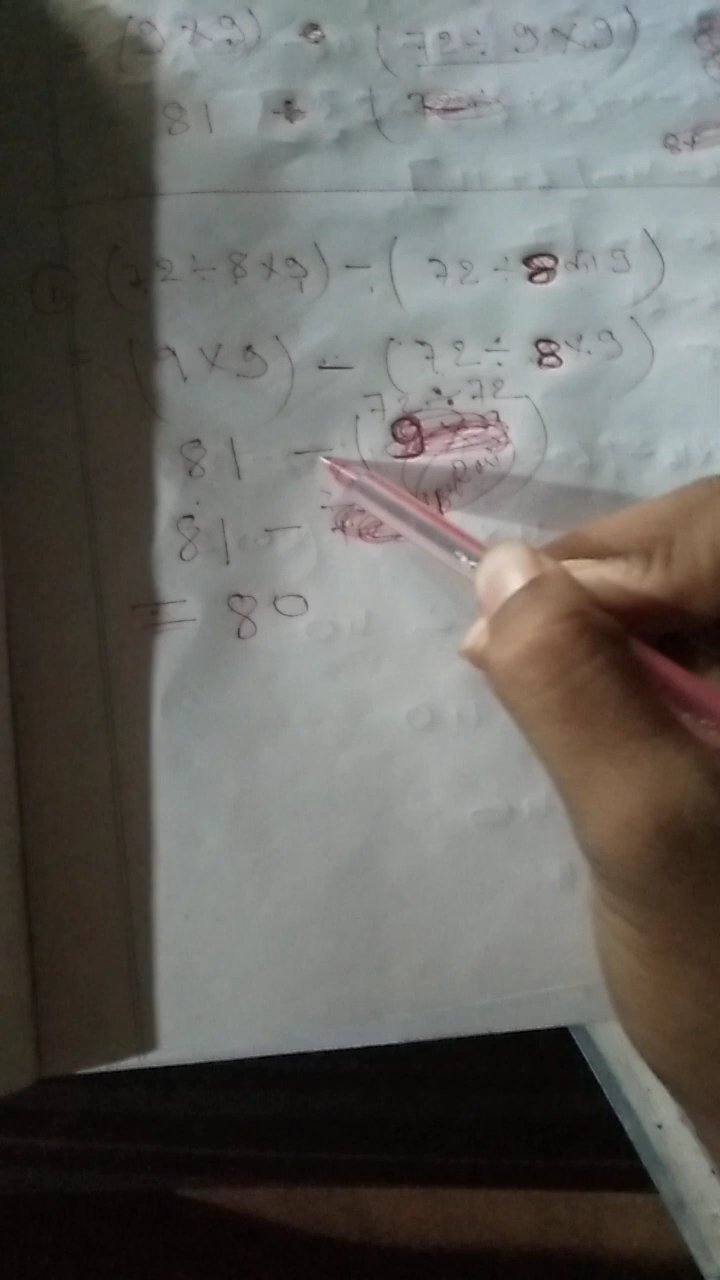 = (9×9) (72÷ 9×9)
81 ÷ (
(72÷8×9) - (72÷8 9)
= (9×9) - (72÷ 8×9)
72÷72
81 - ( 9 )
81 -
= 80